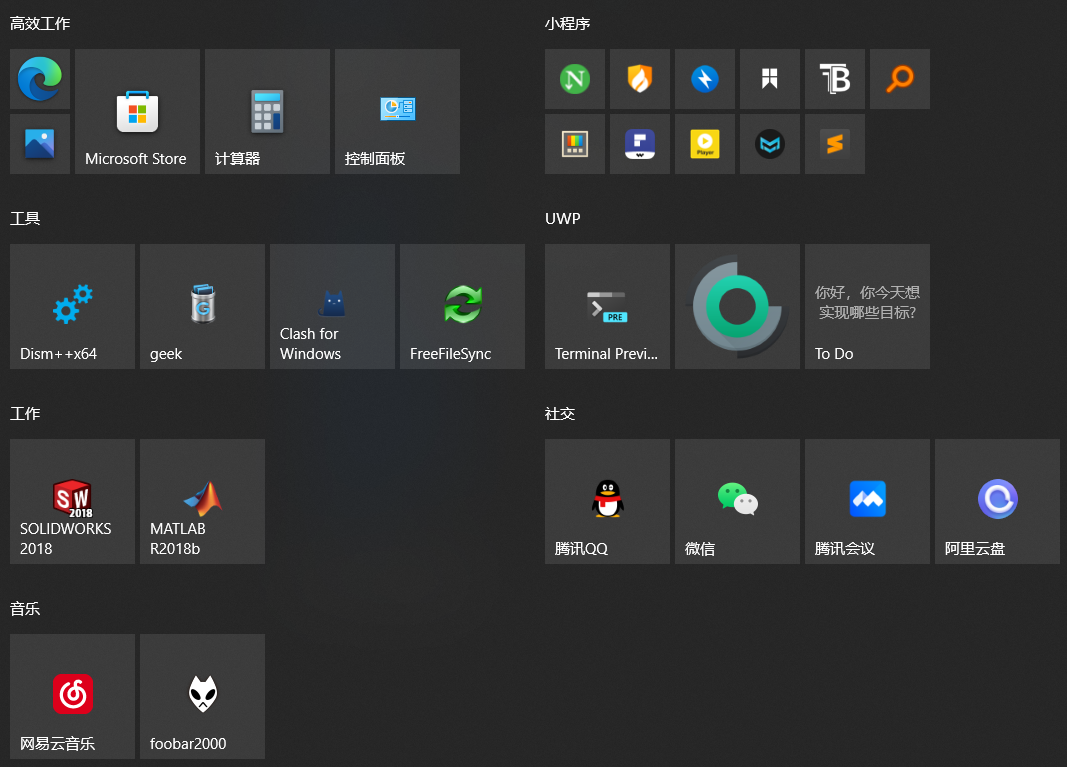 高效工作
Microsoft Store
计算器
控制面板
小程序
N
B
W
Player
工具
Dism++x64
G
geek
Clash for
Windows
FreeFileSync
UWP
PRE
Terminal Previ...
你好，你今天想
实现哪些目标?
To Do
工作
SW
2018
SOLIDWORKS
2018
MATLAB
R2018b
社交
腾讯QQ
微信
腾讯会议
阿里云盘
音乐
网易云音乐
foobar2000